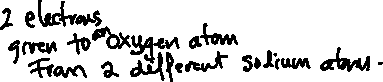 2 electrons
given to an oxygen atom
From 2 different sodium atoms.